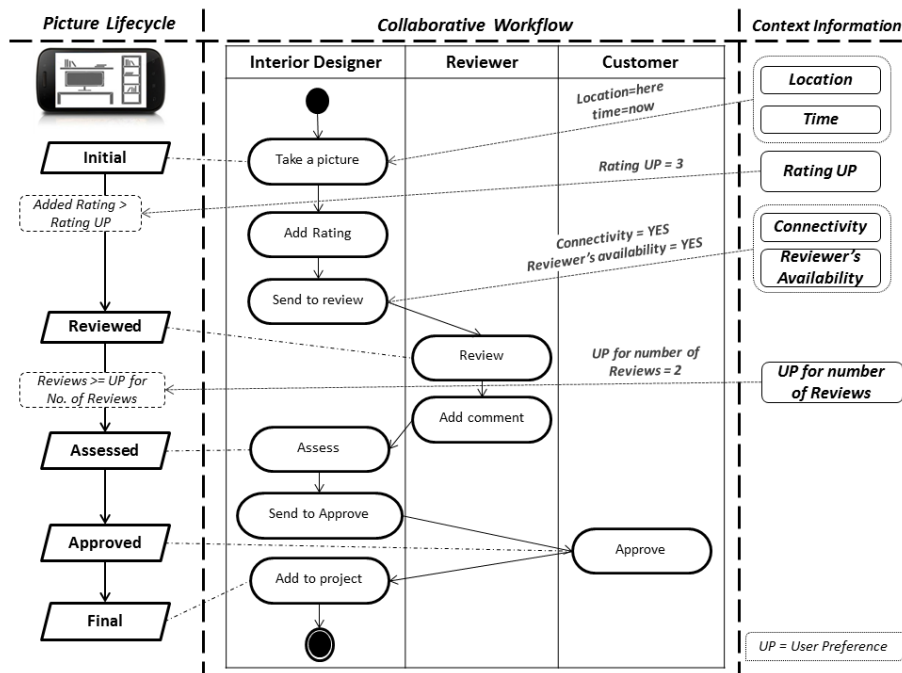 Picture Lifecycle
Collaborative Workflow
Context Information
Interior Designer
Reviewer
Customer
Location=here
time=now
Location
Time
Initial
Take a picture
Rating UP = 3
Rating UP
Added Rating >
Rating UP
Add Rating
Connectivity = YES
Reviewer's availability = YES
Connectivity
Reviewer's
Availability
Send to review
Reviewed
Review
UP for number of
Reviews = 2
UP for number
of Reviews
Reviews >= UP for
No. of Reviews
Add comment
Assessed
Assess
Send to Approve
Approved
Approve
Add to project
Final
UP = User Preference